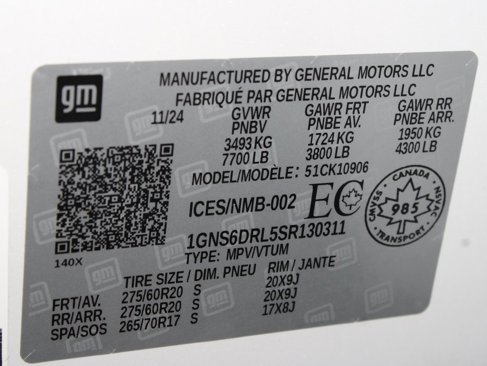 gm
MANUFACTURED BY GENERAL MOTORS LLC
FABRIQUÉ PAR GENERAL MOTORS LLC
11/24 GVWR GAWR FRT GAWR RR
PNBV PNBE AV. PNBE ARR.
3493 KG 1724 KG 1950 KG
7700 LB 3800 LB 4300 LB
MODEL/MODÈLE: 51CK10906
ICES/NMB-002 EC
CANADA
CMVSS NSVAC
985
TRANSPORT
1GNS6DRL5SR130311
TYPE: MPV/VTUM
140X
TIRE SIZE / DIM. PNEU RIM / JANTE
FRT/AV. 275/60R20 S 20X9J
RR/ARR. 275/60R20 S 20X9J
SPA/SOS 265/70R17 S 17X8J